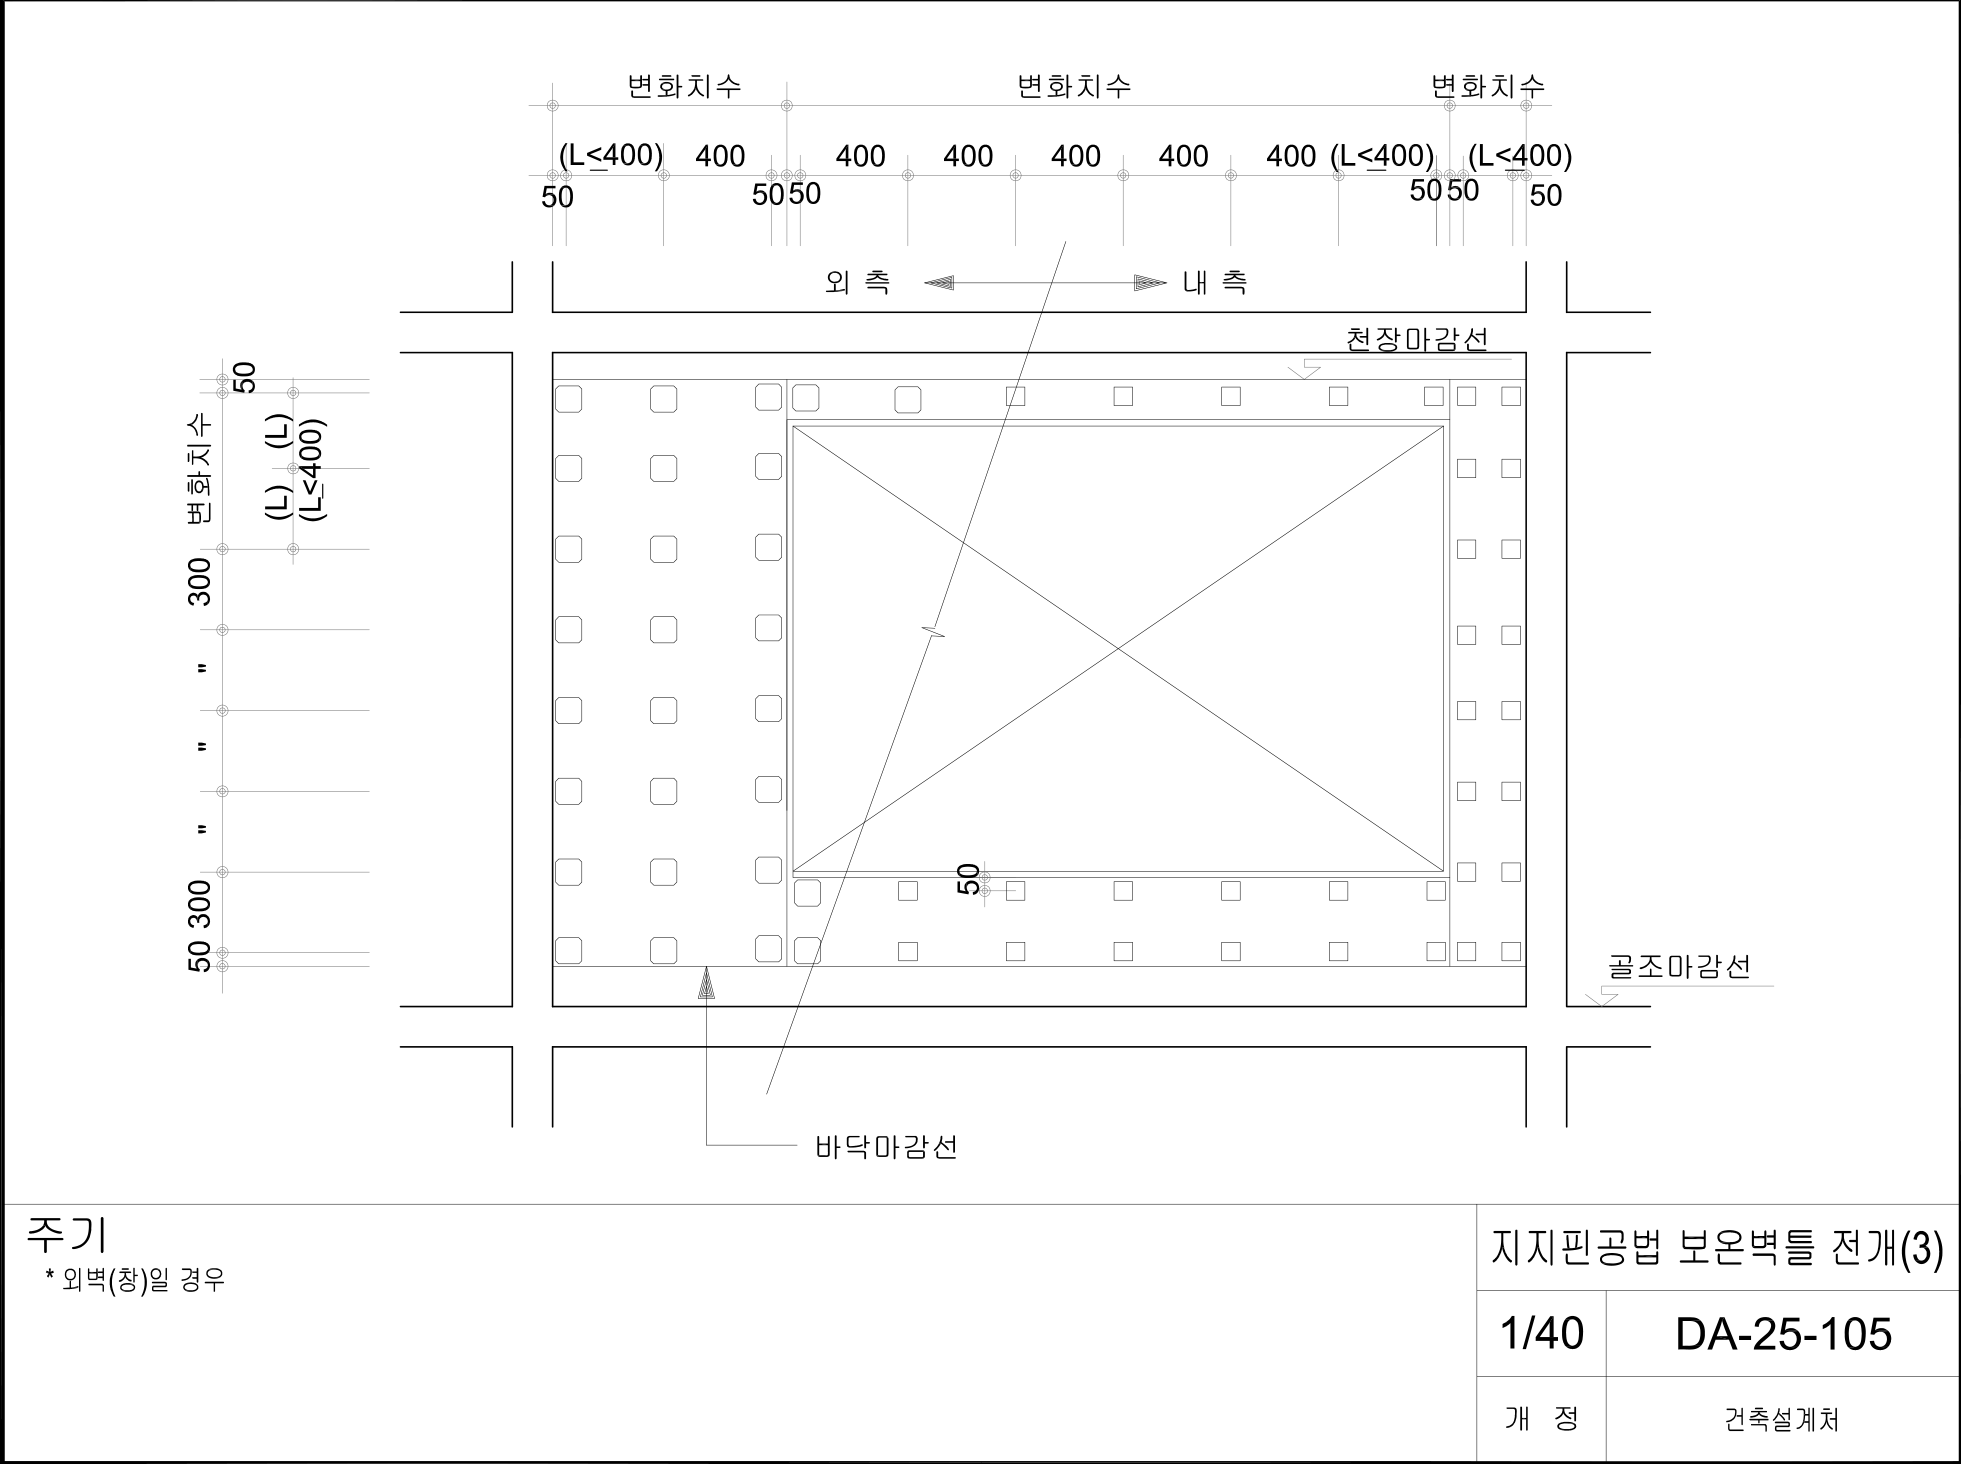 변화치수 변화치수 변화치수
(L≤400) 400 400 400 400 400 400 (L≤400) (L≤400)
50 50 50 50 50 50
외 측 내 측
천장마감선
50
변화치수
(L) (L)
(L≤400)
300
"
"
"
300
50
50
골조마감선
바닥마감선
주기
* 외벽(창)일 경우
지지핀공법 보온벽틀 전개(3)
1/40 DA-25-105
개 정 건축설계처